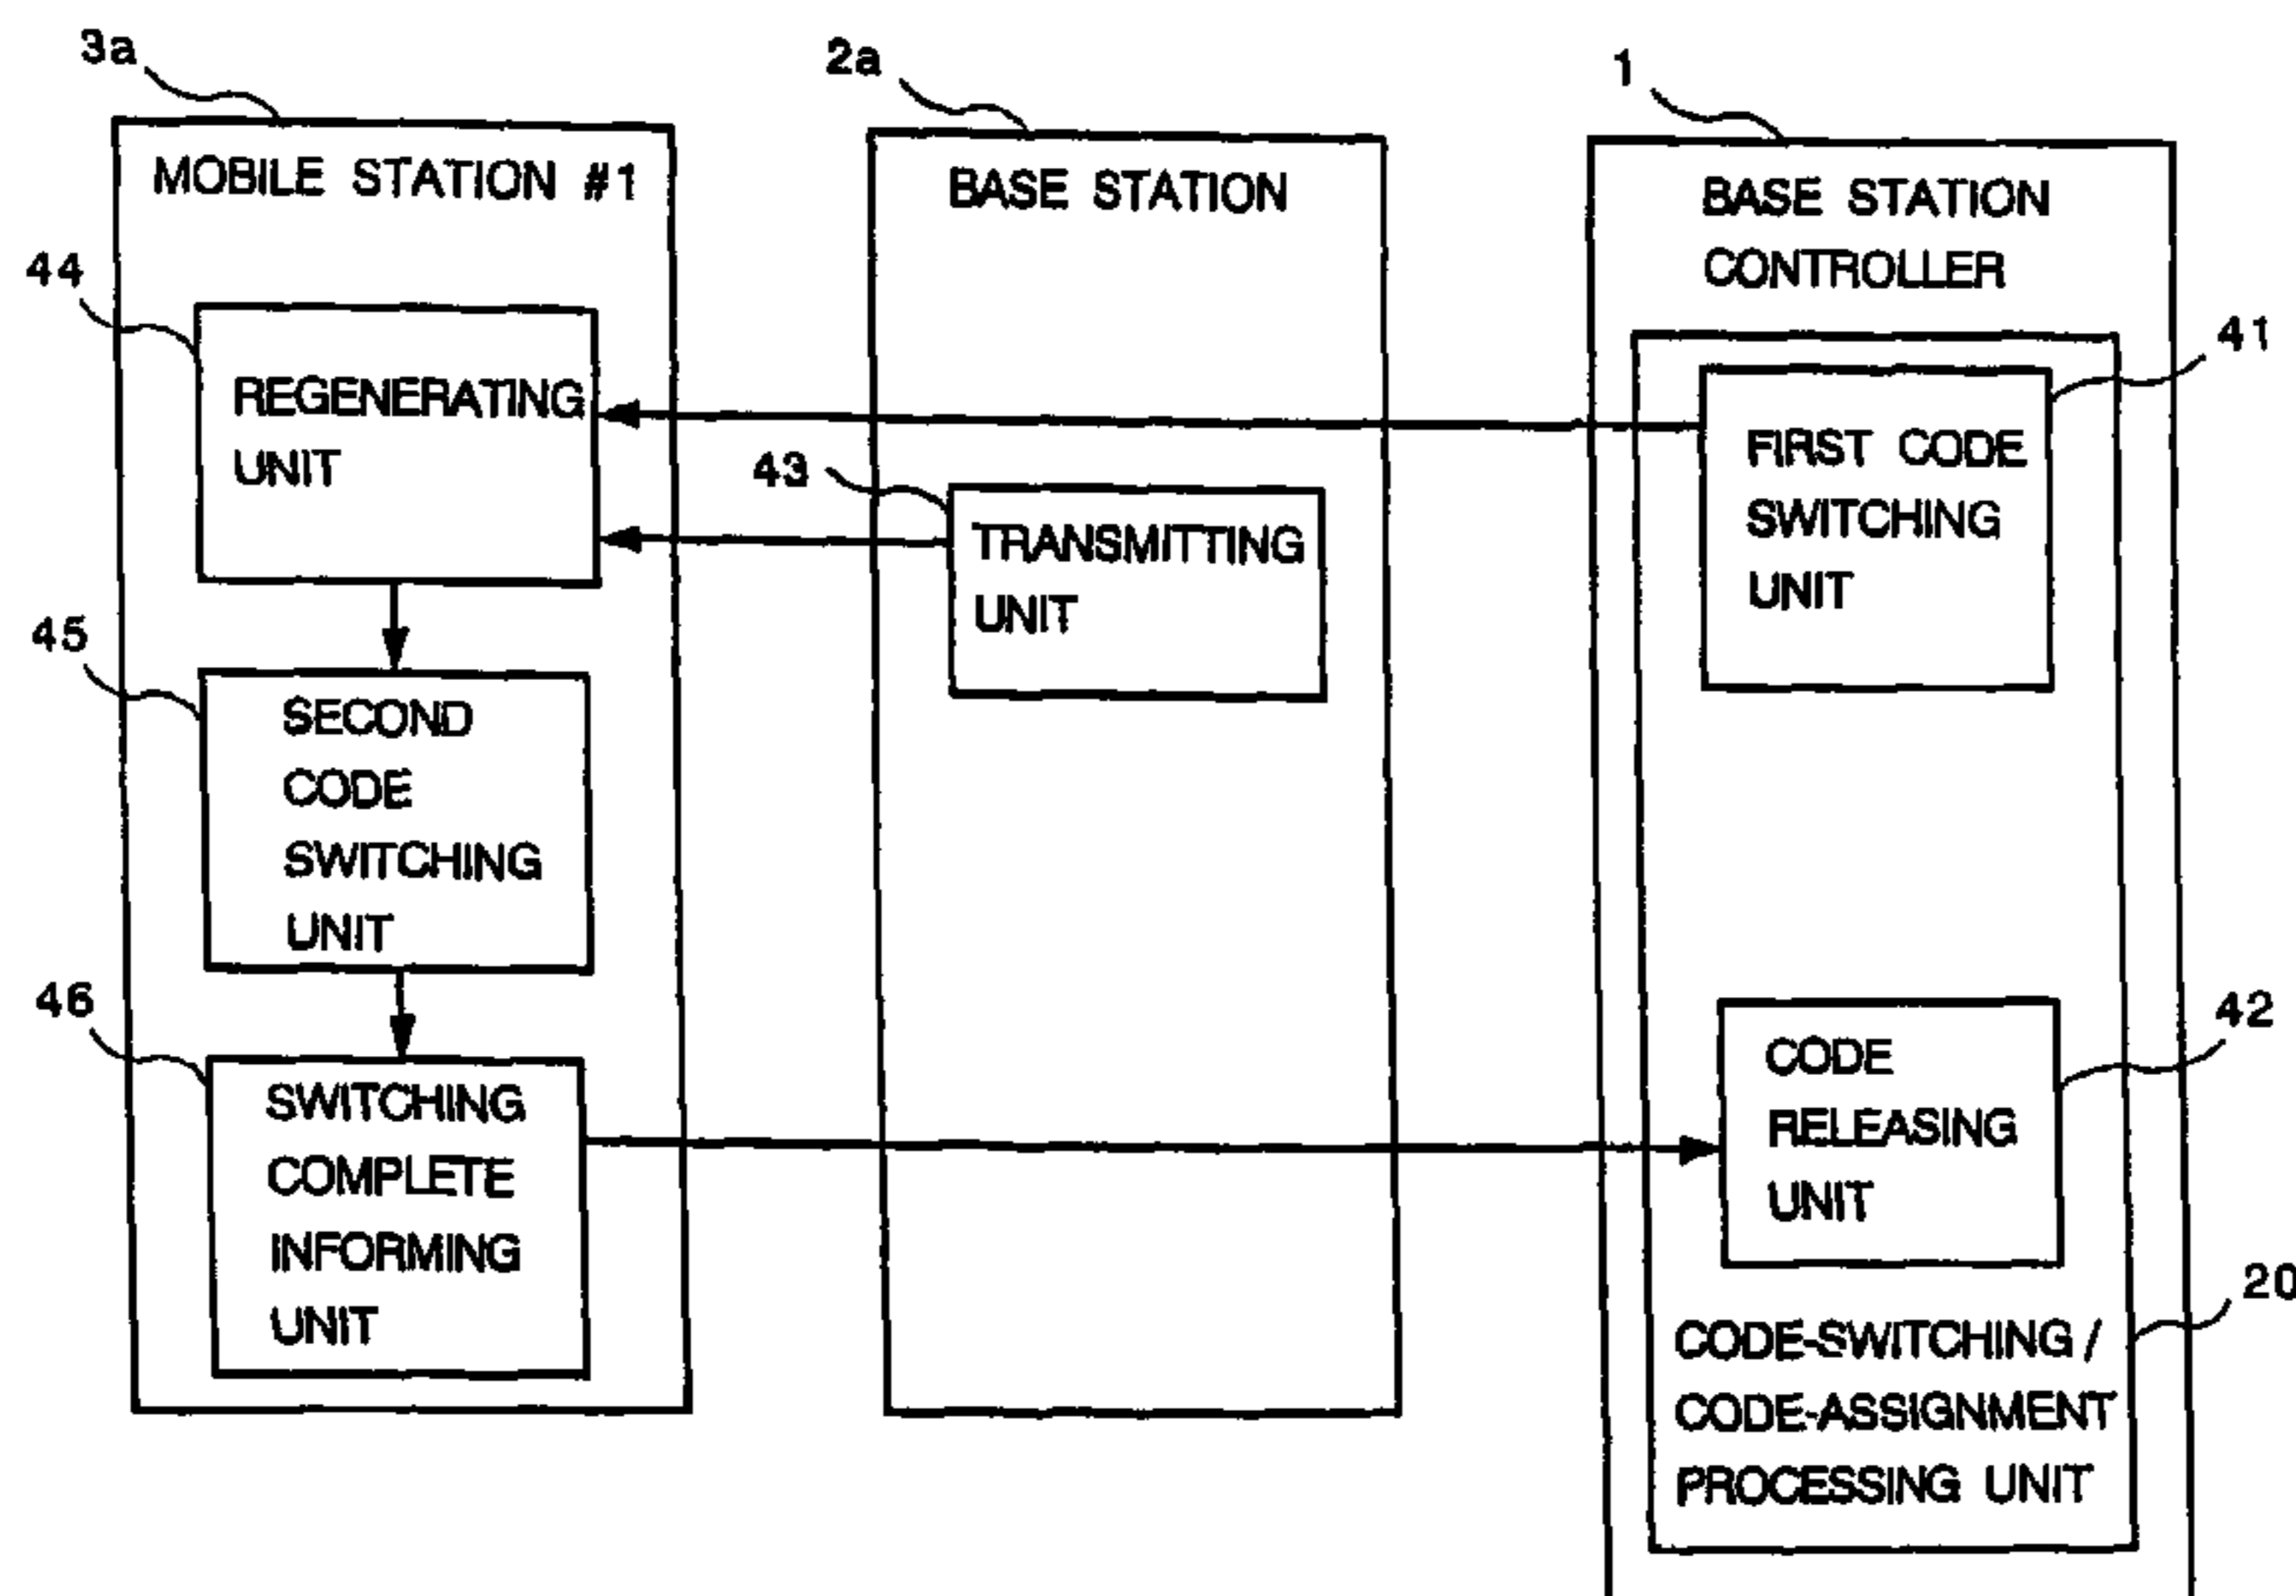 3a
2a
1
MOBILE STATION #1
BASE STATION
BASE STATION
CONTROLLER
44
REGENERATING
UNIT
41
FIRST CODE
SWITCHING
UNIT
43
TRANSMITTING
UNIT
45
SECOND
CODE
SWITCHING
UNIT
46
SWITCHING
COMPLETE
INFORMING
UNIT
42
CODE
RELEASING
UNIT
20
CODE-SWITCHING /
CODE-ASSIGNMENT
PROCESSING UNIT